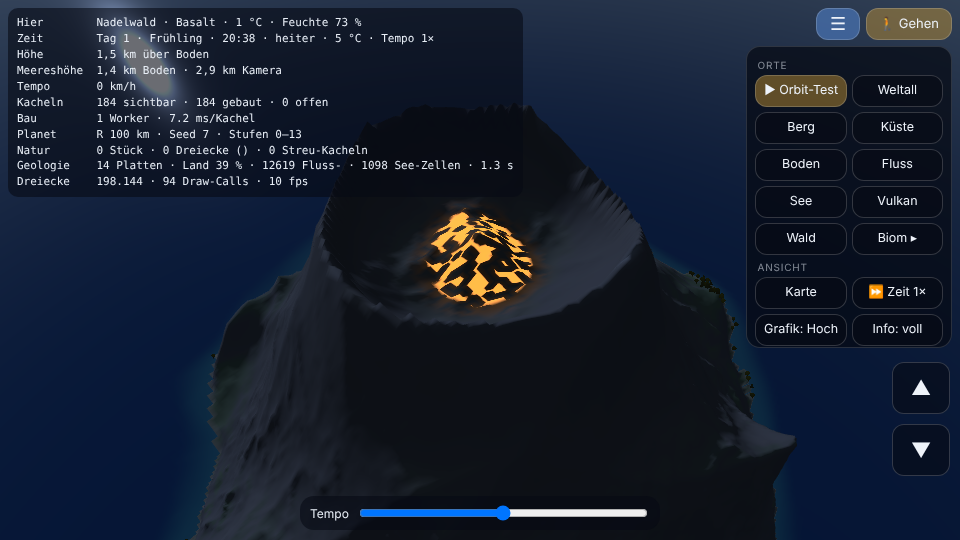 Hier Nadelwald · Basalt · 1 °C · Feuchte 73 %
Zeit Tag 1 · Frühling · 20:38 · heiter · 5 °C · Tempo 1×
Höhe 1,5 km über Boden
Meereshöhe 1,4 km Boden · 2,9 km Kamera
Tempo 0 km/h
Kacheln 184 sichtbar · 184 gebaut · 0 offen
Bau 1 Worker · 7.2 ms/Kachel
Planet R 100 km · Seed 7 · Stufen 0–13
Natur 0 Stück · 0 Dreiecke () · 0 Streu-Kacheln
Geologie 14 Platten · Land 39 % · 12619 Fluss- · 1098 See-Zellen · 1.3 s
Dreiecke 198.144 · 94 Draw-Calls · 10 fps
☰ 🚶 Gehen
ORTE
▶ Orbit-Test Weltall
Berg Küste
Boden Fluss
See Vulkan
Wald Biom ▸
ANSICHT
Karte ⏩ Zeit 1×
Grafik: Hoch Info: voll
▲
▼
Tempo